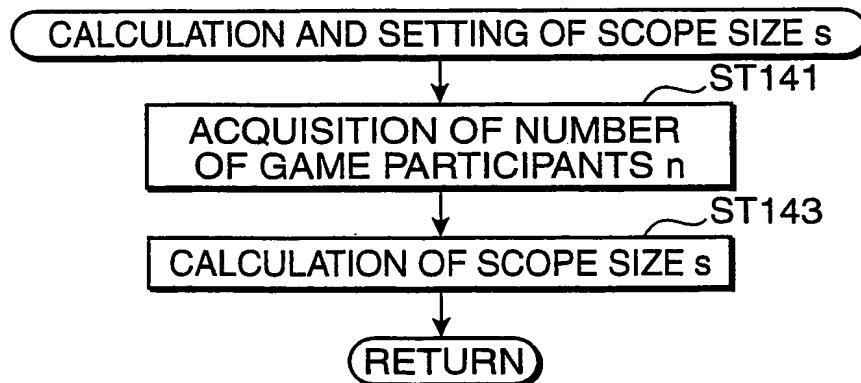 CALCULATION AND SETTING OF SCOPE SIZE s
ST141
ACQUISITION OF NUMBER
OF GAME PARTICIPANTS n
ST143
CALCULATION OF SCOPE SIZE s
RETURN